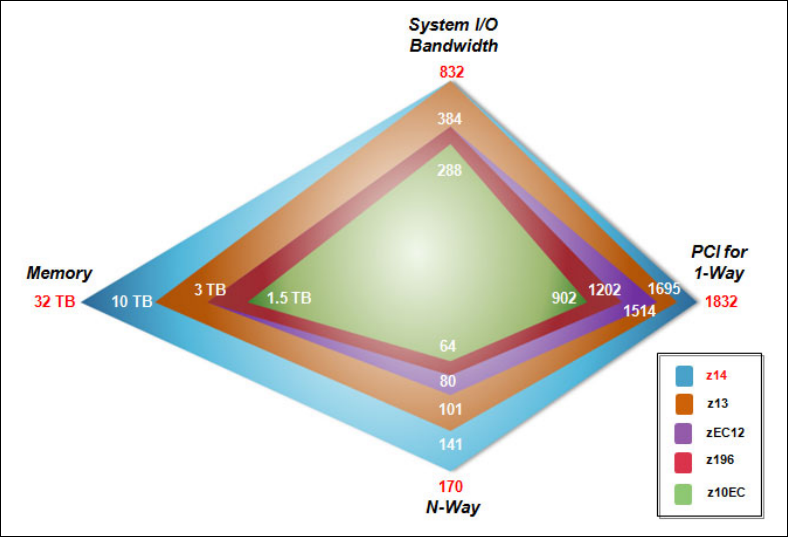 System I/O
Bandwidth
832
384
288
Memory
32 TB
10 TB
3 TB
1.5 TB
902
1202
1514
1695
PCI for
1-Way
1832
64
80
101
141
170
N-Way
z14
z13
zEC12
z196
z10EC